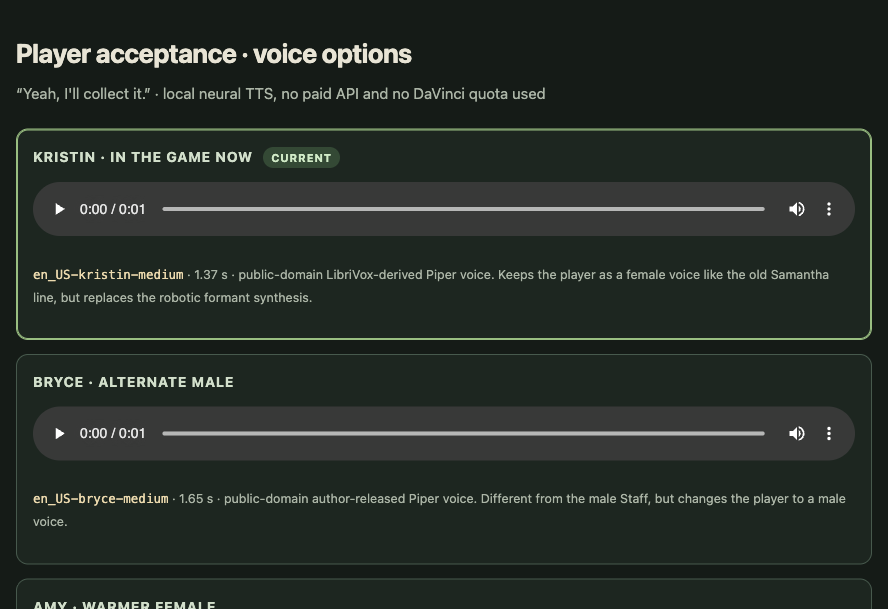 Player acceptance · voice options
“Yeah, I'll collect it.” · local neural TTS, no paid API and no DaVinci quota used
KRISTIN · IN THE GAME NOW CURRENT
0:00 / 0:01
en_US-kristin-medium · 1.37 s · public-domain LibriVox-derived Piper voice. Keeps the player as a female voice like the old Samantha
line, but replaces the robotic formant synthesis.
BRYCE · ALTERNATE MALE
0:00 / 0:01
en_US-bryce-medium · 1.65 s · public-domain author-released Piper voice. Different from the male Staff, but changes the player to a male
voice.
AMY · WARMER FEMALE